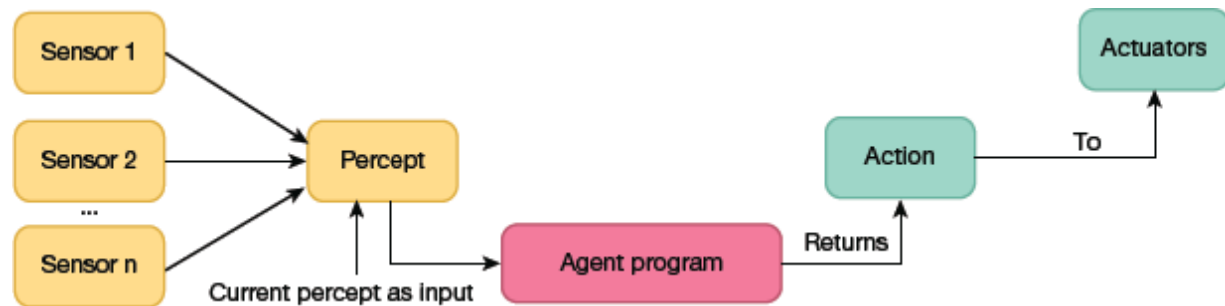 Sensor 1
Sensor 2
...
Sensor n
Percept
Current percept as input
Agent program
Returns
Action
To
Actuators